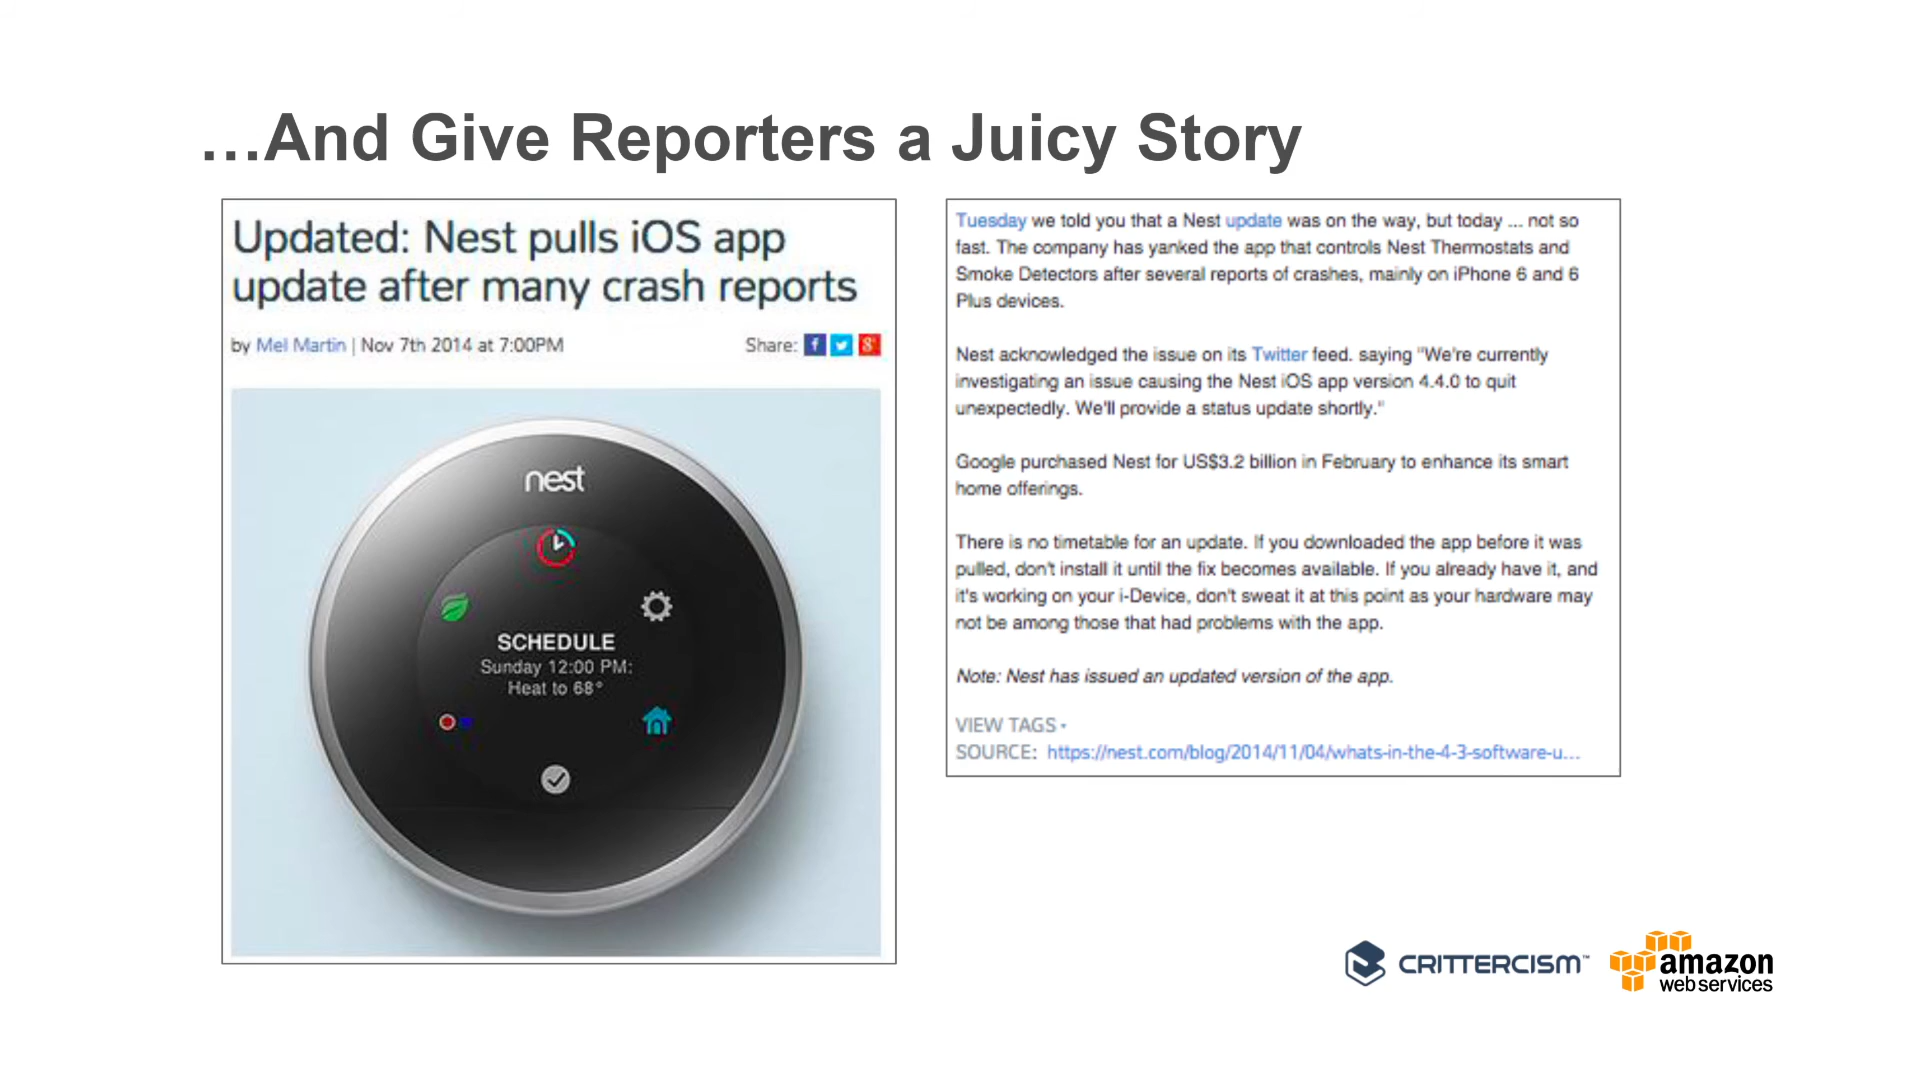 …And Give Reporters a Juicy Story
Updated: Nest pulls iOS app
update after many crash reports
by Mel Martin | Nov 7th 2014 at 7:00PM
Share:
nest
SCHEDULE
Sunday 12:00 PM:
Heat to 68°
Tuesday we told you that a Nest update was on the way, but today ... not so
fast. The company has yanked the app that controls Nest Thermostats and
Smoke Detectors after several reports of crashes, mainly on iPhone 6 and 6
Plus devices.
Nest acknowledged the issue on its Twitter feed. saying "We're currently
investigating an issue causing the Nest iOS app version 4.4.0 to quit
unexpectedly. We'll provide a status update shortly."
Google purchased Nest for US$3.2 billion in February to enhance its smart
home offerings.
There is no timetable for an update. If you downloaded the app before it was
pulled, don't install it until the fix becomes available. If you already have it, and
it's working on your i-Device, don't sweat it at this point as your hardware may
not be among those that had problems with the app.
Note: Nest has issued an updated version of the app.
VIEW TAGS
SOURCE: https://nest.com/blog/2014/11/04/whats-in-the-4-3-software-u...
CRITTERCISM™
amazon
web services